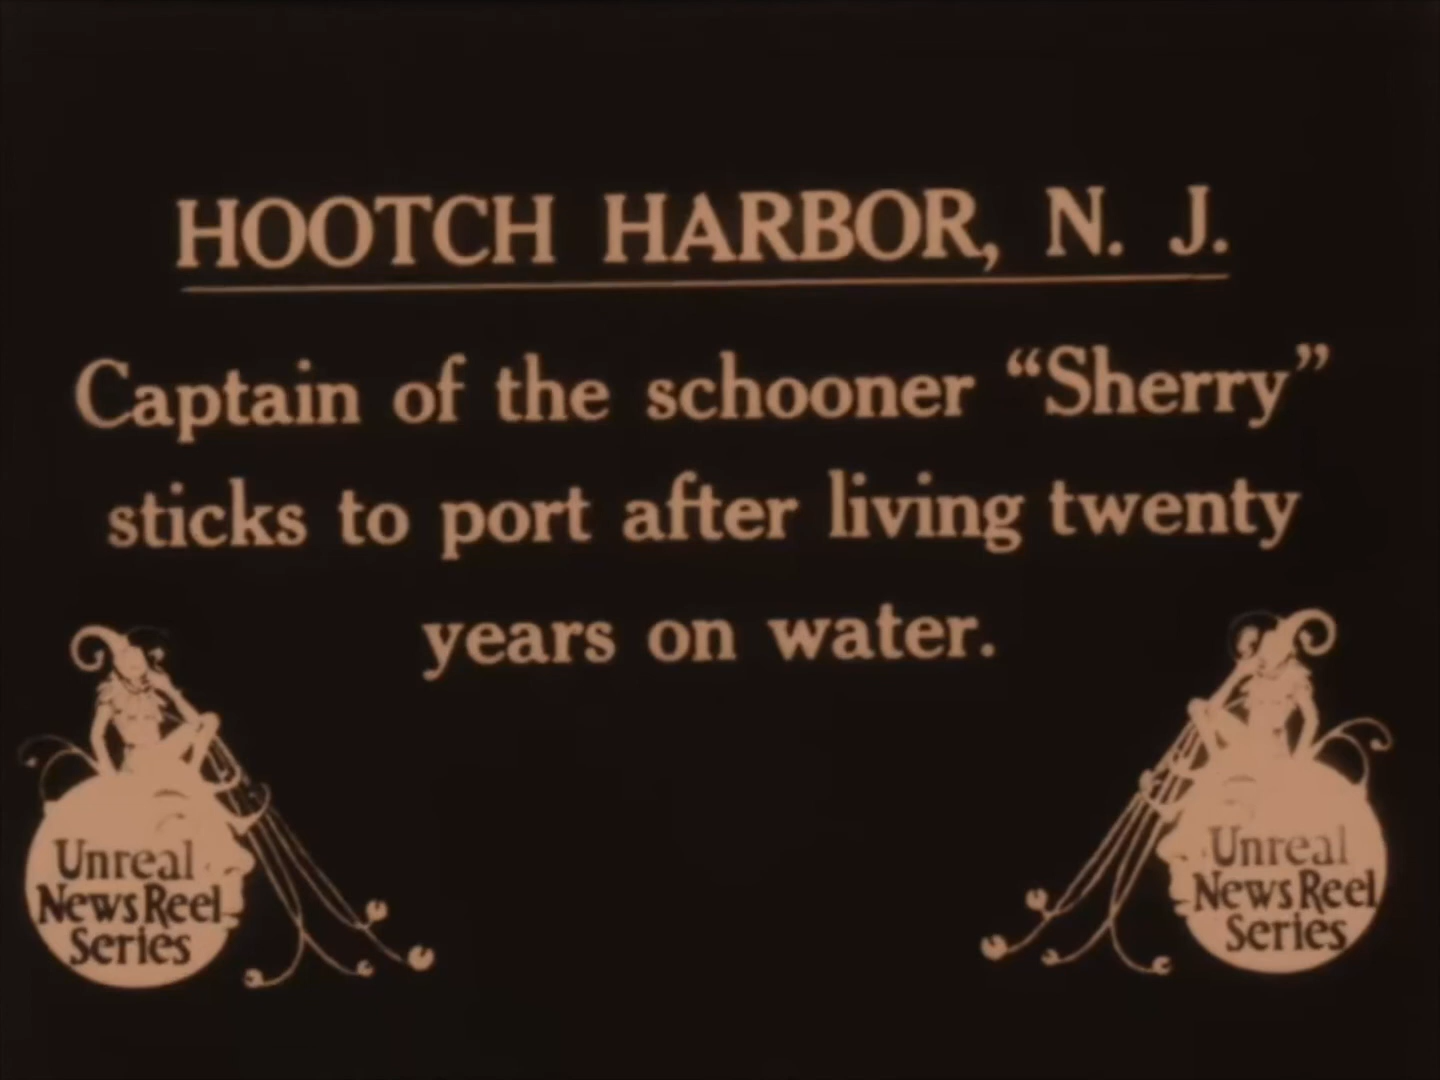 HOOTCH HARBOR, N. J.
Captain of the schooner “Sherry”
sticks to port after living twenty
years on water.
Unreal
News Reel
Series
Unreal
News Reel
Series